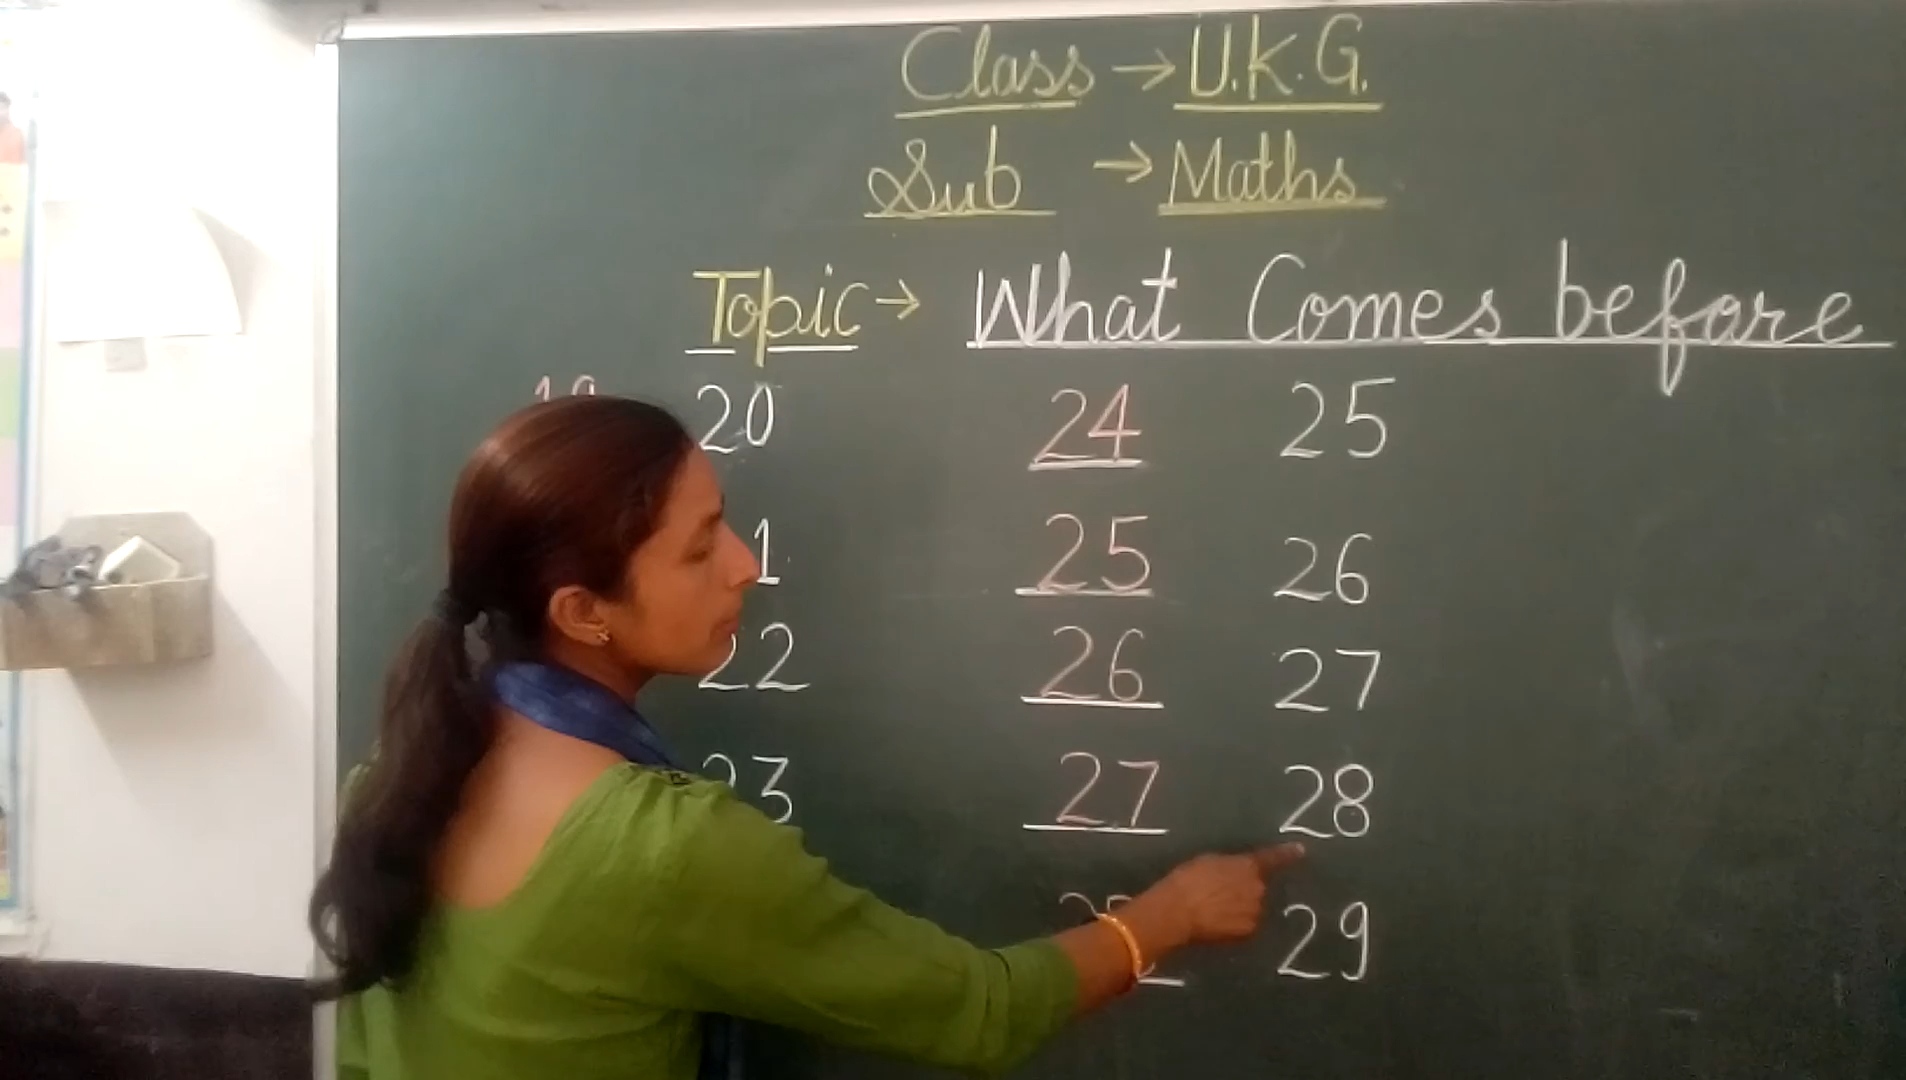 Class → U.K.G.
Sub → Maths
Topic → What Comes before
19 20 24 25
1 25 26
22 26 27
23 27 28
29